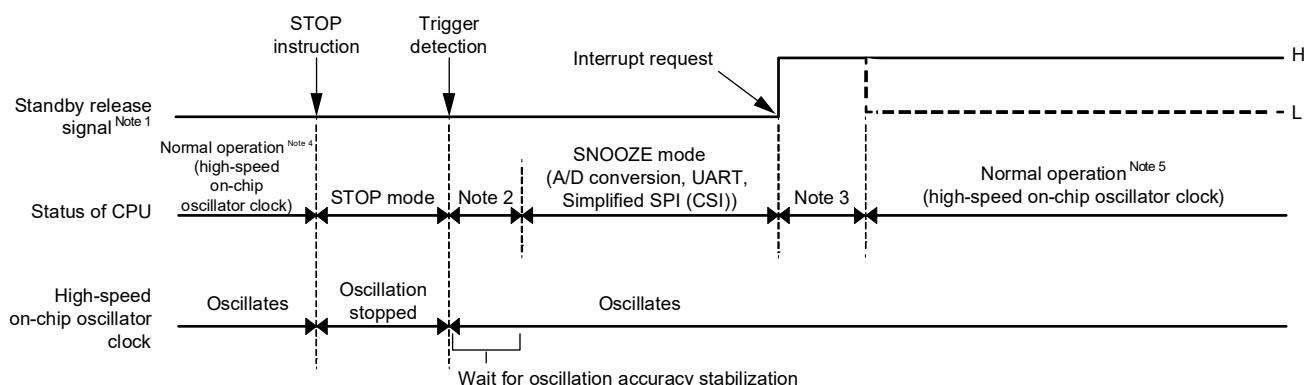 STOP
instruction
Trigger
detection
Interrupt request
H
Standby release
signal Note 1
L
Normal operation Note 4
(high-speed
on-chip
oscillator clock)
SNOOZE mode
(A/D conversion, UART,
Simplified SPI (CSI))
Normal operation Note 5
(high-speed on-chip oscillator clock)
Status of CPU
STOP mode
Note 2
Note 3
High-speed
on-chip oscillator
clock
Oscillates
Oscillation
stopped
Oscillates
Wait for oscillation accuracy stabilization